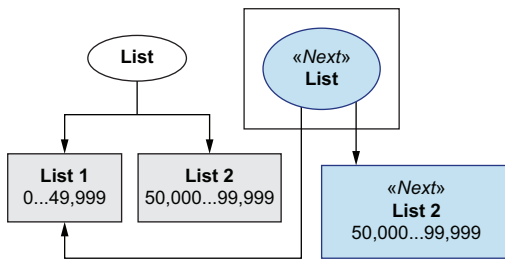 List
«Next»
List
List 1
0...49,999
List 2
50,000...99,999
«Next»
List 2
50,000...99,999